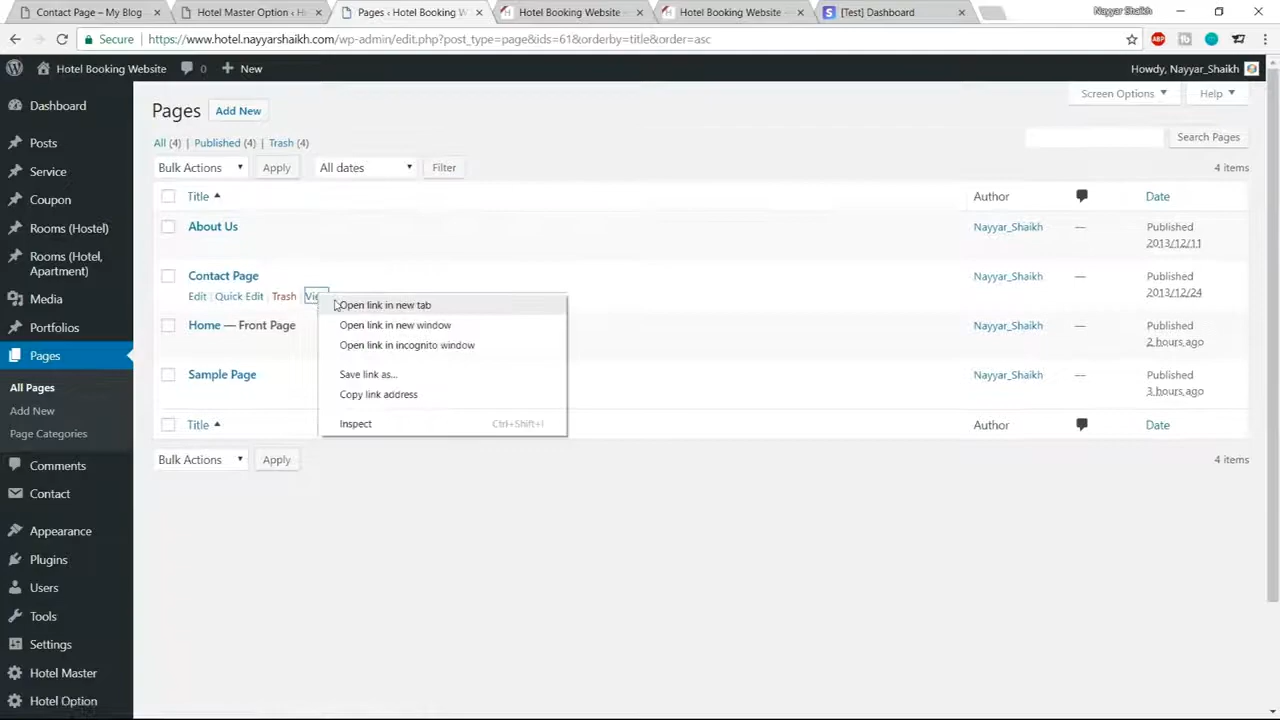 Contact Page – My Blog
Hotel Master Option ‹ H
Pages ‹ Hotel Booking W
Hotel Booking Website –
Hotel Booking Website –
[Test] Dashboard
Nayyar Shaikh
Secure
https://www.hotel.nayyarshaikh.com/wp-admin/edit.php?post_type=page&ids=61&orderby=title&order=asc
Hotel Booking Website
0
New
Howdy, Nayyar_Shaikh
Dashboard
Posts
Service
Coupon
Rooms (Hostel)
Rooms (Hotel,
Apartment)
Media
Portfolios
Pages
All Pages
Add New
Page Categories
Comments
Contact
Appearance
Plugins
Users
Tools
Settings
Hotel Master
Hotel Option
Pages
Add New
Screen Options
Help
All (4) | Published (4) | Trash (4)
Search Pages
Bulk Actions
Apply
All dates
Filter
4 items
Title
Author
Date
About Us
Nayyar_Shaikh
—
Published
2013/12/11
Contact Page
Edit | Quick Edit | Trash |
Nayyar_Shaikh
—
Published
2013/12/24
Open link in new tab
Open link in new window
Open link in incognito window
Save link as...
Copy link address
Inspect
Ctrl+Shift+I
Home — Front Page
Nayyar_Shaikh
—
Published
2 hours ago
Sample Page
Nayyar_Shaikh
—
Published
3 hours ago
Title
Author
Date
Bulk Actions
Apply
4 items